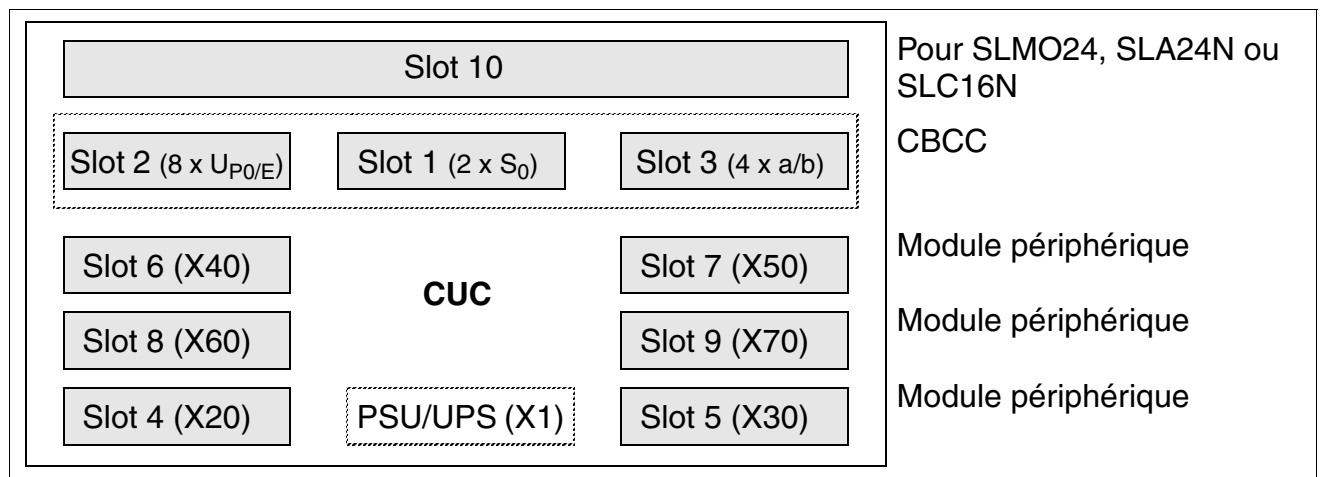 Slot 10
Pour SLMO24, SLA24N ou
SLC16N
Slot 2 (8 x UP0/E)
Slot 1 (2 x S0)
Slot 3 (4 x a/b)
CBCC
Slot 6 (X40)
Slot 7 (X50)
Module périphérique
CUC
Slot 8 (X60)
Slot 9 (X70)
Module périphérique
Slot 4 (X20)
PSU/UPS (X1)
Slot 5 (X30)
Module périphérique